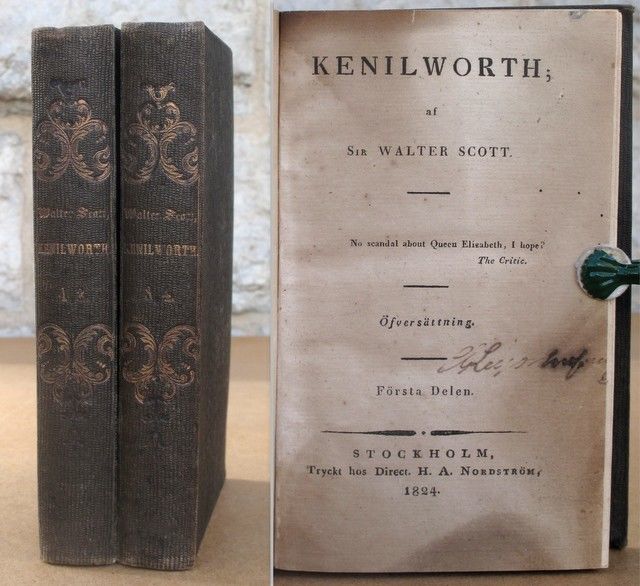 Walter Scott,
KENILWORTH.
Walter Scott,
KENILWORTH.
KENILWORTH;
af
SIR WALTER SCOTT.
No scandal about Queen Elisabeth, I hope?
The Critic.
Öfversättning.
Första Delen.
STOCKHOLM,
Tryckt hos Direct. H. A. NORDSTRÖM,
1824.